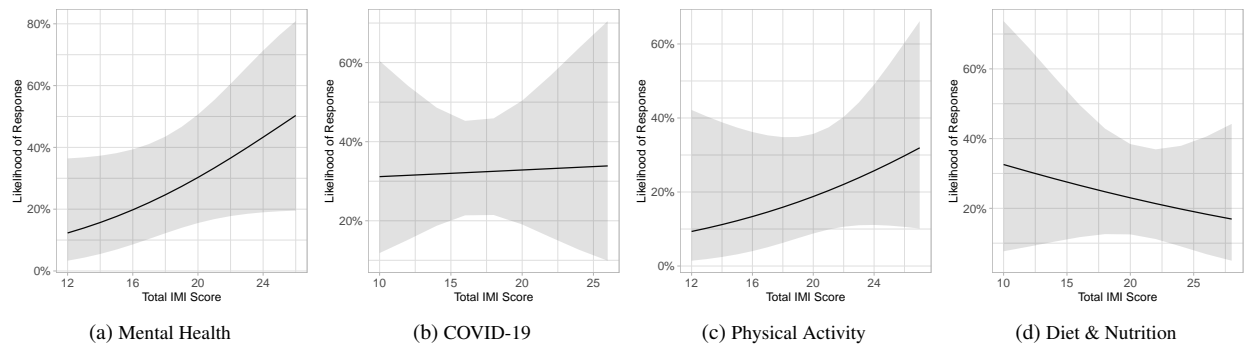 80%
60%
40%
20%
0%
Likelihood of Response
12 16 20 24
Total IMI Score
(a) Mental Health
60%
40%
20%
Likelihood of Response
10 15 20 25
Total IMI Score
(b) COVID-19
60%
40%
20%
0%
Likelihood of Response
12 16 20 24
Total IMI Score
(c) Physical Activity
60%
40%
20%
Likelihood of Response
10 15 20 25
Total IMI Score
(d) Diet & Nutrition